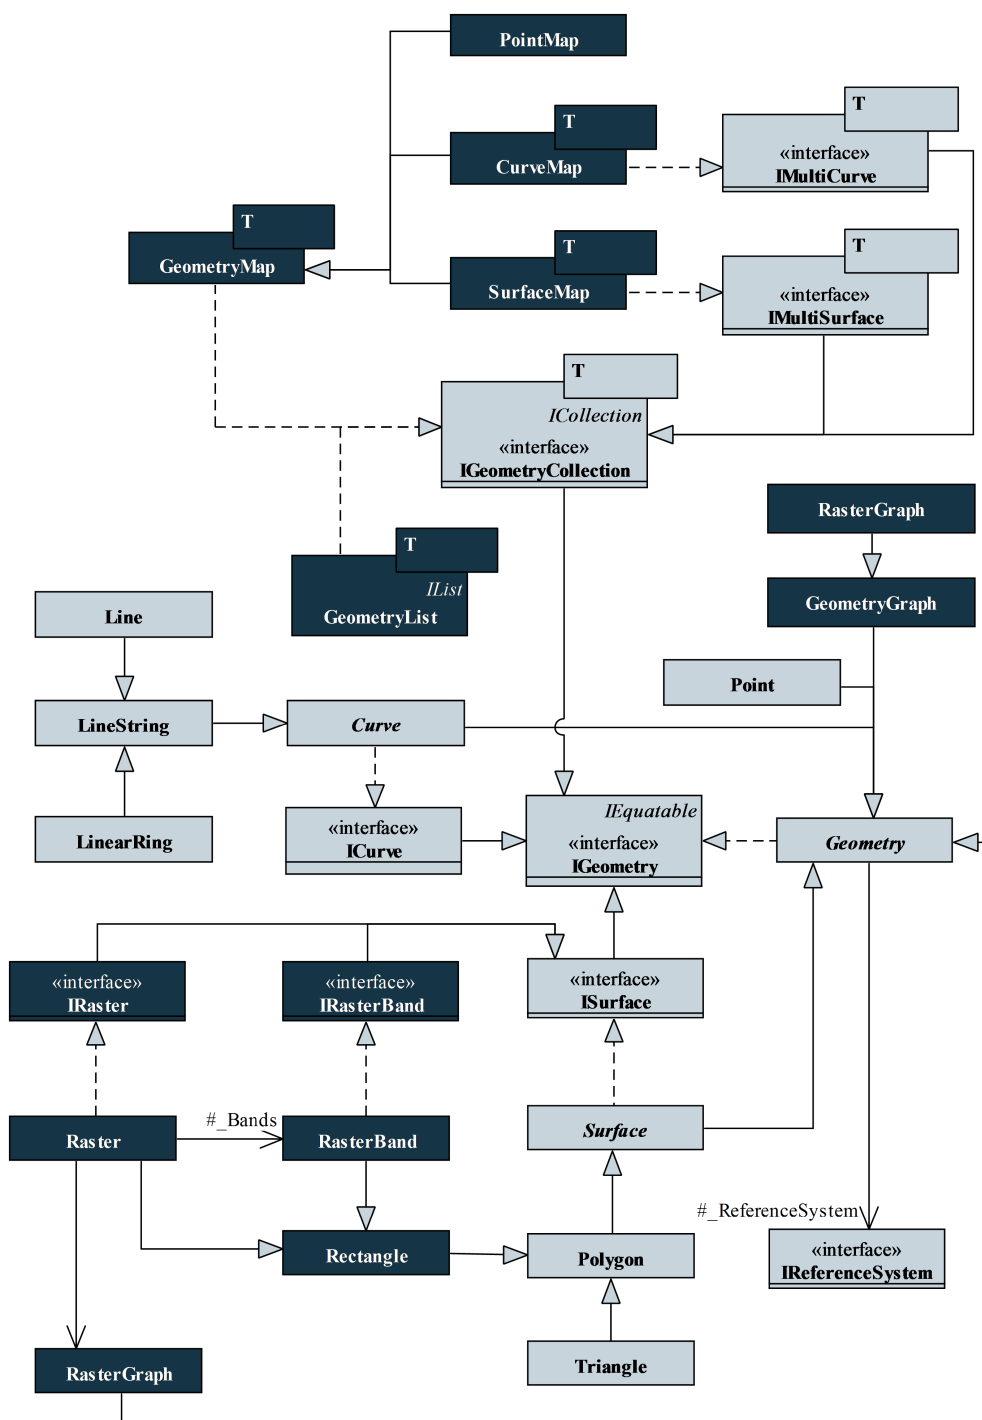 PointMap
T
CurveMap
T
«interface»
IMultiCurve
T
GeometryMap
T
SurfaceMap
T
«interface»
IMultiSurface
T
ICollection
«interface»
IGeometryCollection
RasterGraph
GeometryGraph
T
IList
GeometryList
Line
Point
LineString
Curve
LinearRing
«interface»
ICurve
IEquatable
«interface»
IGeometry
Geometry
«interface»
IRaster
«interface»
IRasterBand
«interface»
ISurface
Raster
#_Bands
RasterBand
Surface
#_ReferenceSystem
Rectangle
Polygon
«interface»
IReferenceSystem
RasterGraph
Triangle